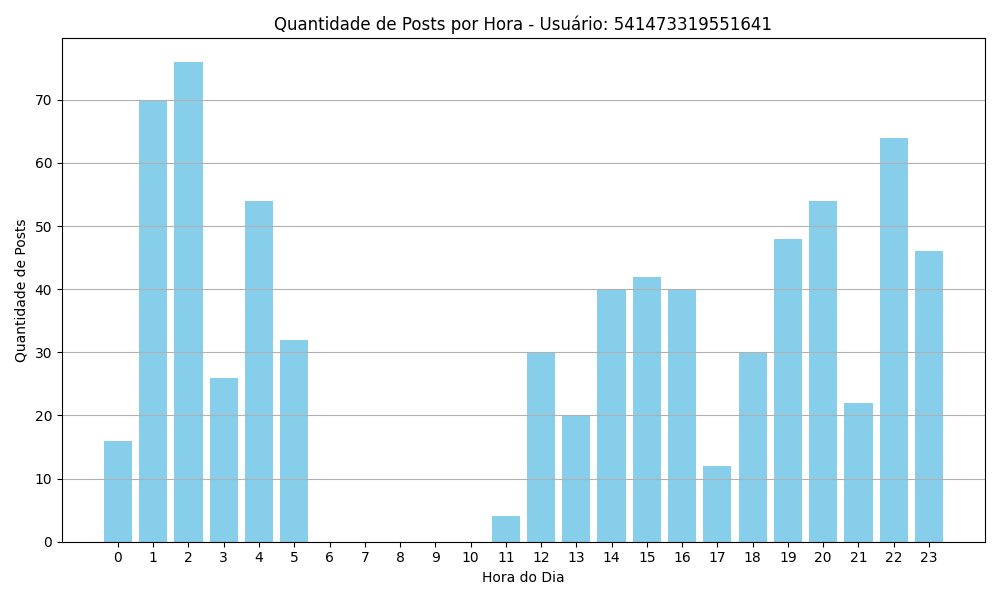 Quantidade de Posts por Hora - Usuário: 541473319551641
Quantidade de Posts
70
60
50
40
30
20
10
0
0 1 2 3 4 5 6 7 8 9 10 11 12 13 14 15 16 17 18 19 20 21 22 23
Hora do Dia